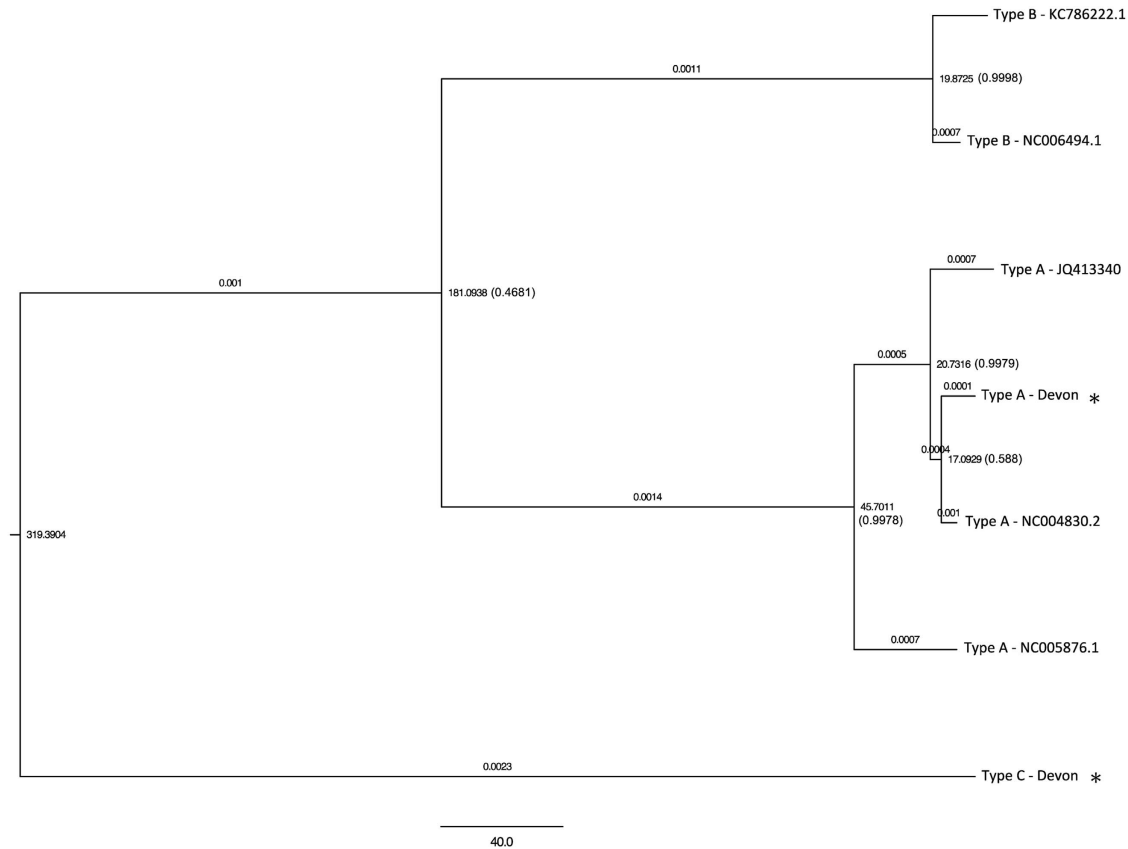 Type B - KC786222.1
0.0011
19.8725 (0.9998)
0.0007
Type B - NC006494.1
0.0007
Type A - JQ413340
0.001
181.0938 (0.4681)
0.0005
20.7316 (0.9979)
0.0001
Type A - Devon *
0.0004
17.0929 (0.588)
0.0014
45.7011
(0.9978)
0.001
Type A - NC004830.2
319.3904
0.0007
Type A - NC005876.1
0.0023
Type C - Devon *
40.0